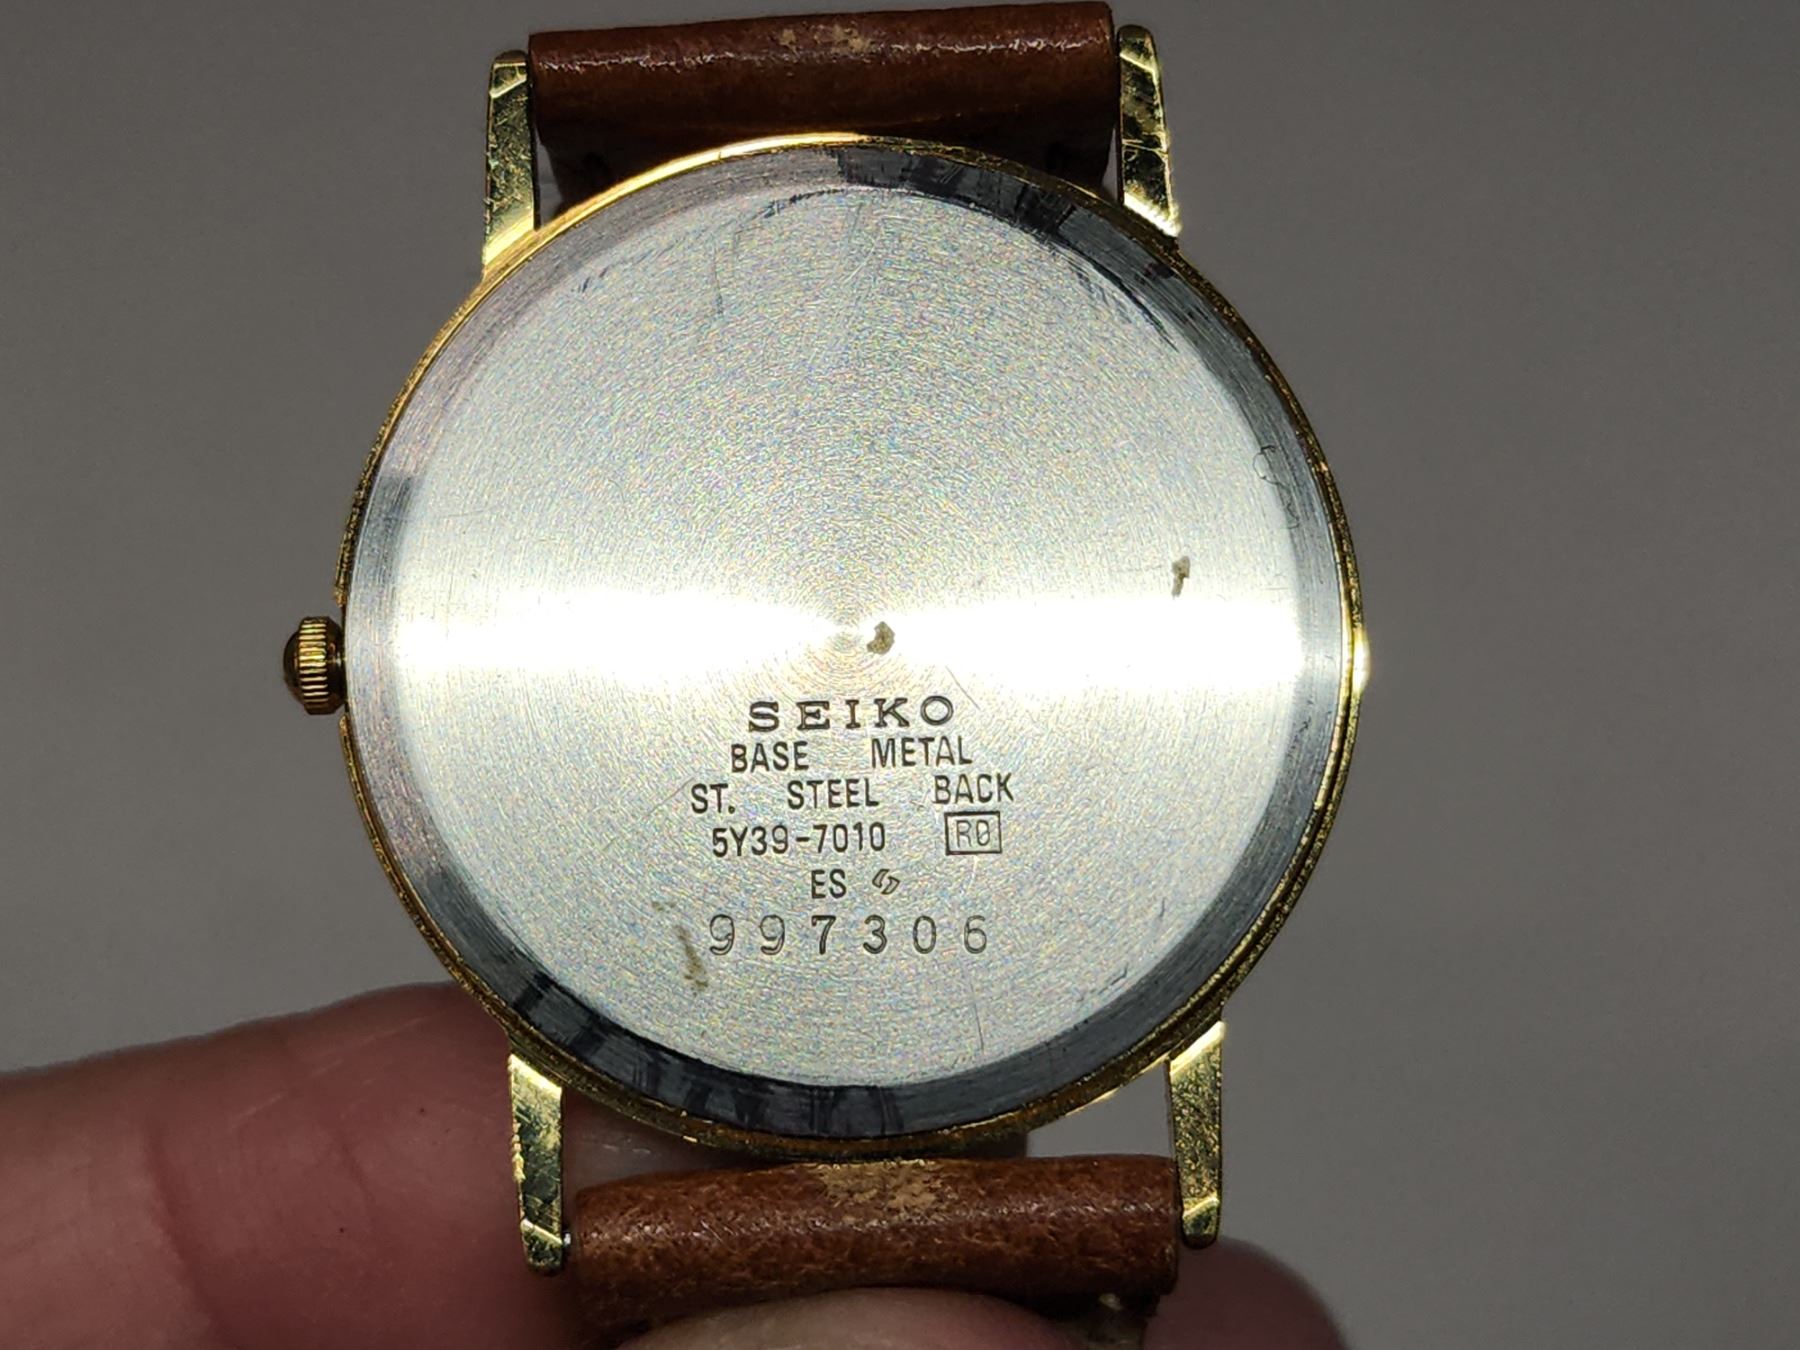 SEIKO
BASE METAL
ST. STEEL BACK
5Y39-7010 R0
ES
997306